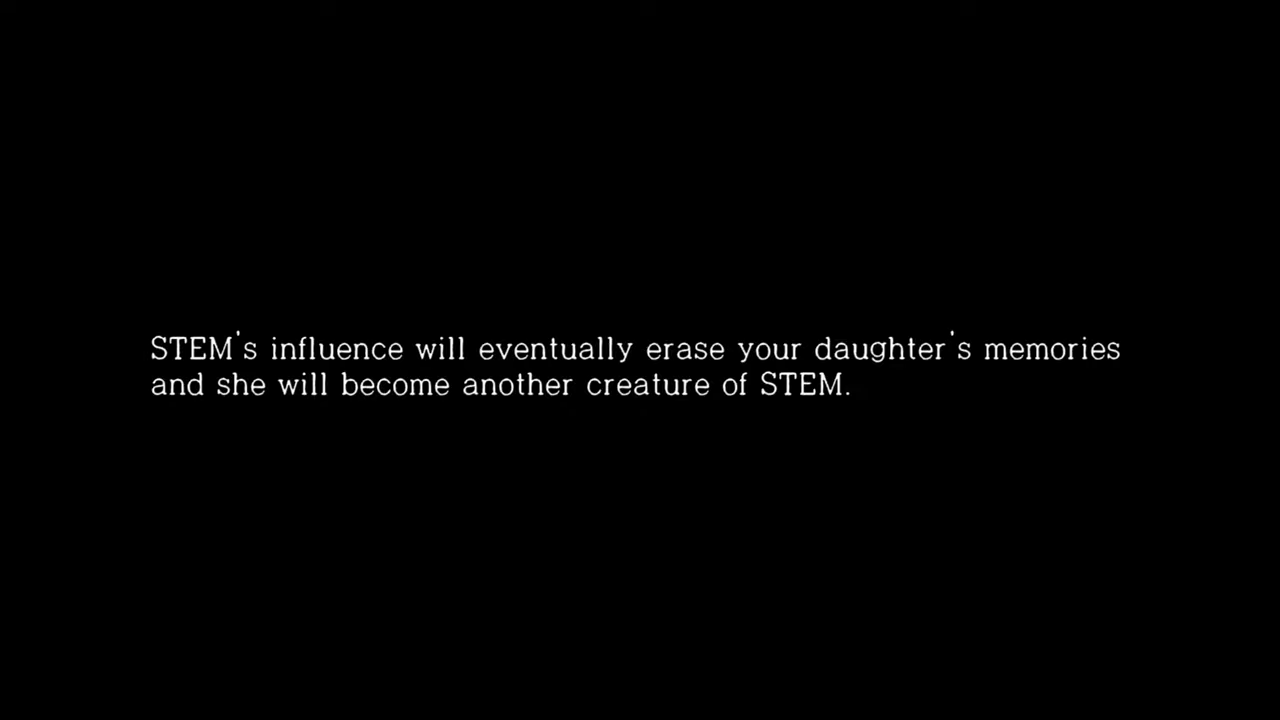 STEM's influence will eventually erase your daughter's memories
and she will become another creature of STEM.